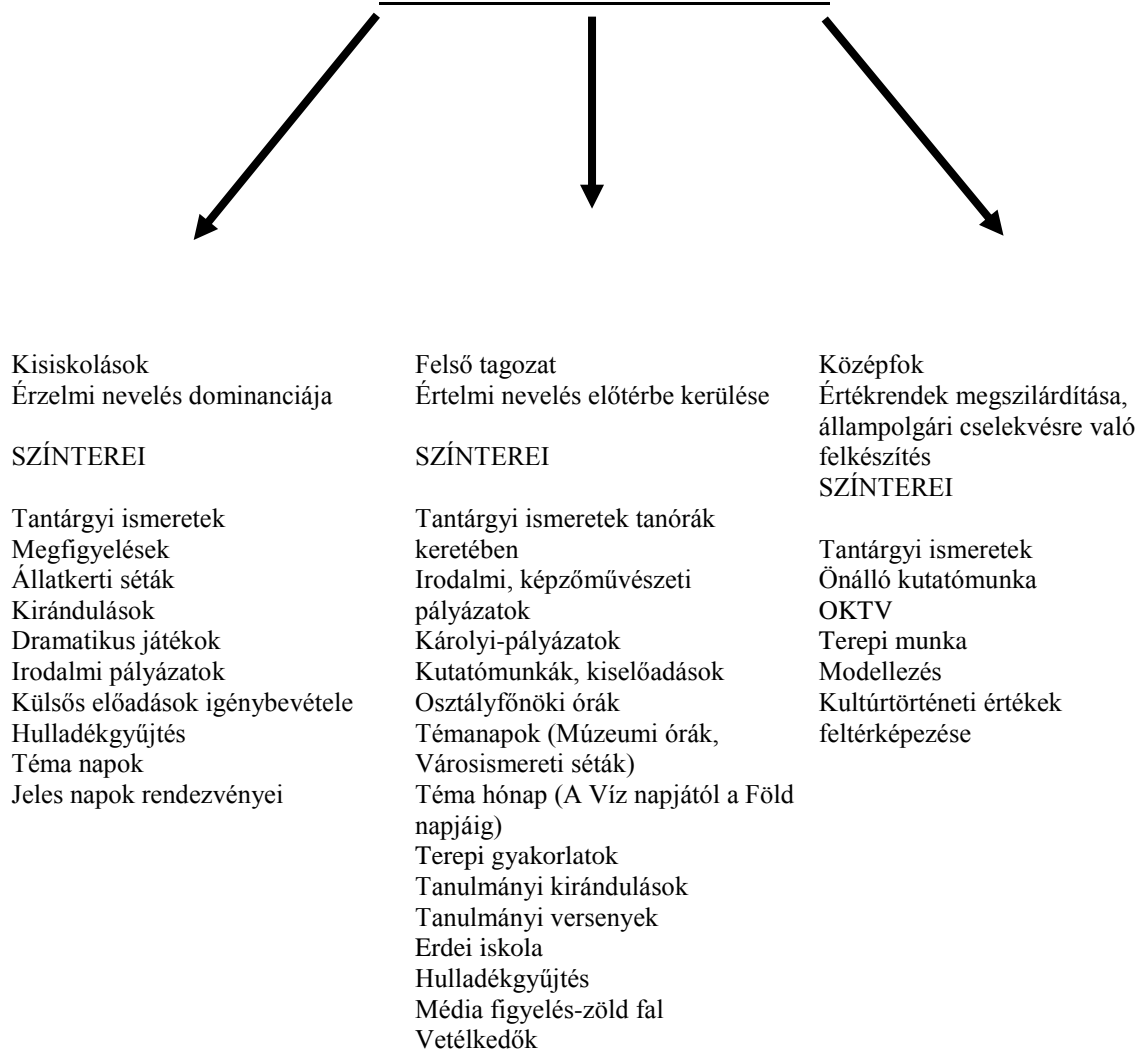 Kisiskolások
Érzelmi nevelés dominanciája
SZÍNTEREI
Tantárgyi ismeretek
Megfigyelések
Állatkerti séták
Kirándulások
Dramatikus játékok
Irodalmi pályázatok
Külsős előadások igénybevétele
Hulladékgyűjtés
Téma napok
Jeles napok rendezvényei
Felső tagozat
Értelmi nevelés előtérbe kerülése
SZÍNTEREI
Tantárgyi ismeretek tanórák
keretében
Irodalmi, képzőművészeti
pályázatok
Károlyi-pályázatok
Kutatómunkák, kiselőadások
Osztályfőnöki órák
Témanapok (Múzeumi órák,
Városismereti séták)
Téma hónap (A Víz napjától a Föld
napjáig)
Terepi gyakorlatok
Tanulmányi kirándulások
Tanulmányi versenyek
Erdei iskola
Hulladékgyűjtés
Média figyelés-zöld fal
Vetélkedők
Középfok
Értékrendek megszilárdítása,
állampolgári cselekvésre való
felkészítés
SZÍNTEREI
Tantárgyi ismeretek
Önálló kutatómunka
OKTV
Terepi munka
Modellezés
Kultúrtörténeti értékek
feltérképezése